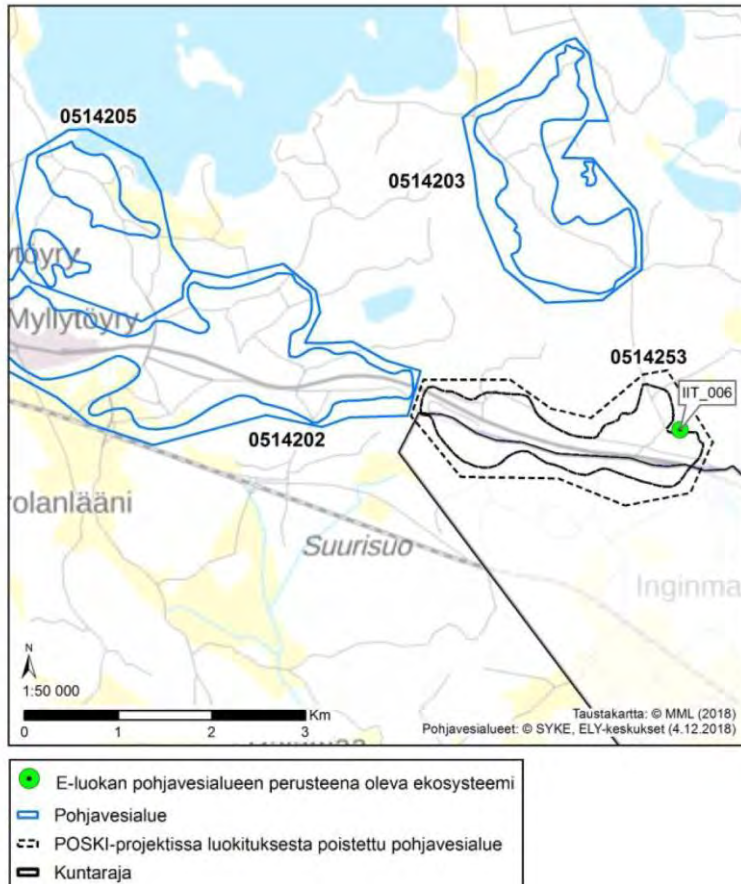 0514205
0514203
ytöyry
Myllytöyry
0514253
IIT_006
0514202
rolanlääni
Suurisuo
Inginma
N
1:50 000
0 1 2 3 Km
Taustakartta: © MML (2018)
Pohjavesialueet: © SYKE, ELY-keskukset (4.12.2018)
E-luokan pohjavesialueen perusteena oleva ekosysteemi
Pohjavesialue
POSKI-projektissa luokituksesta poistettu pohjavesialue
Kuntaraja